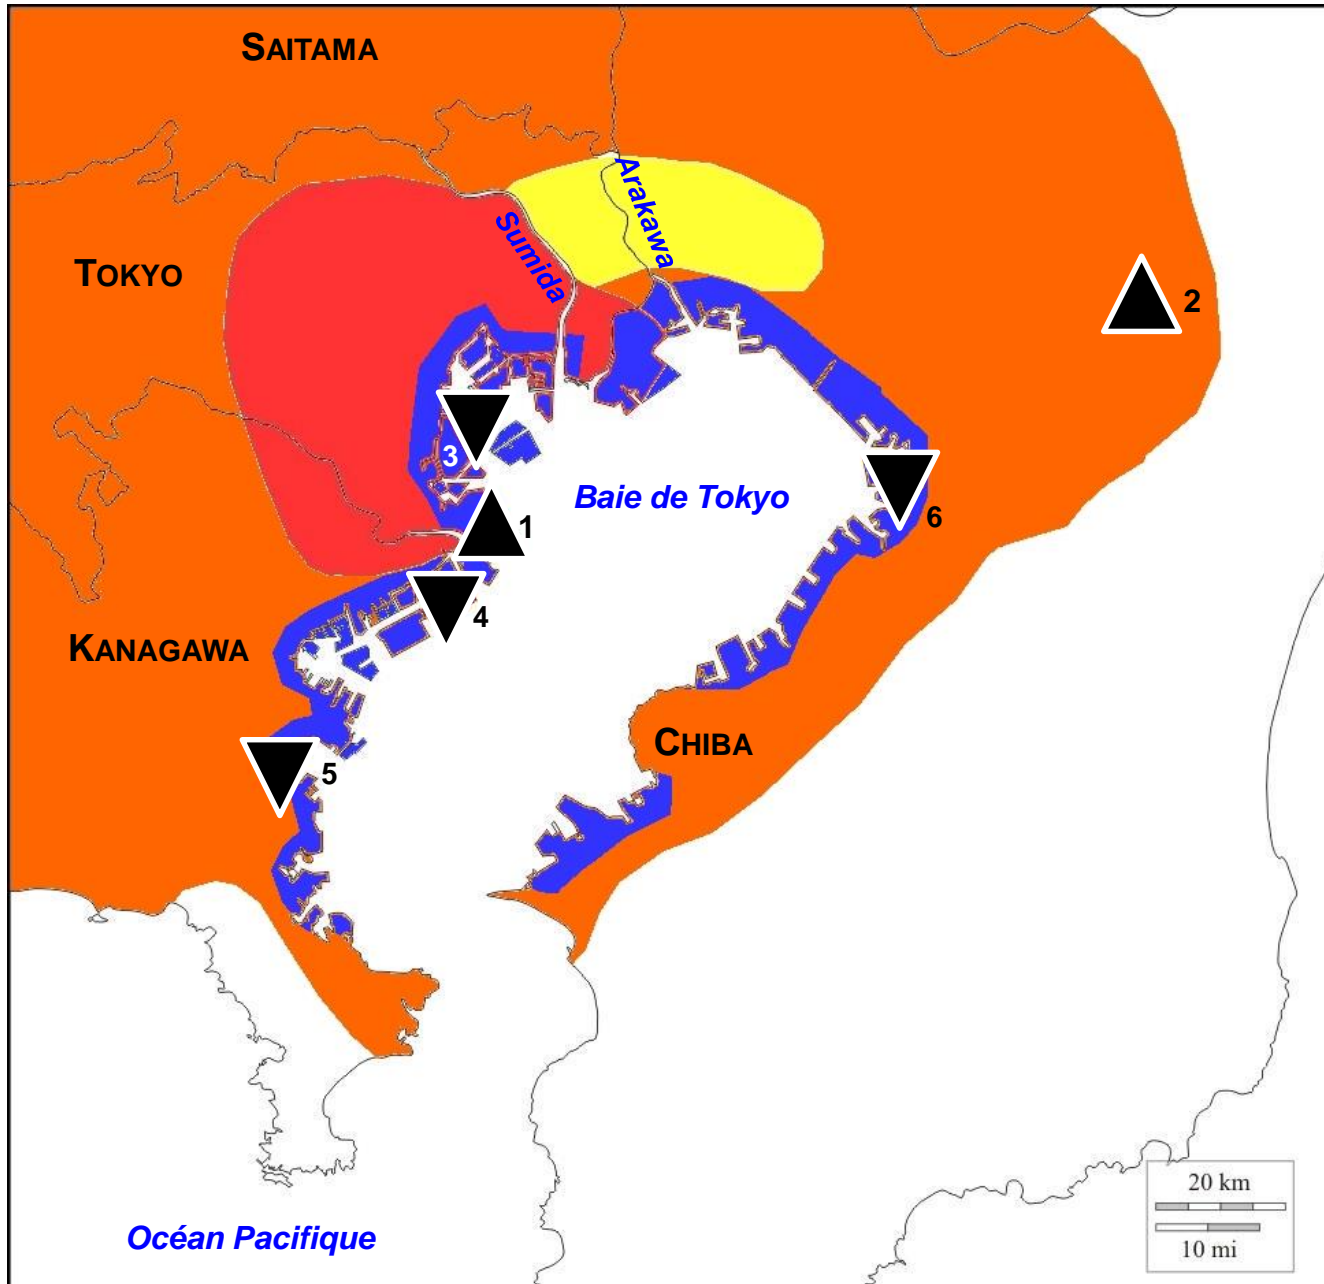 SAITAMA
Arakawa
Sumida
TOKYO
2
3
Baie de Tokyo
1
6
4
KANAGAWA
CHIBA
5
20 km
10 mi
Océan Pacifique